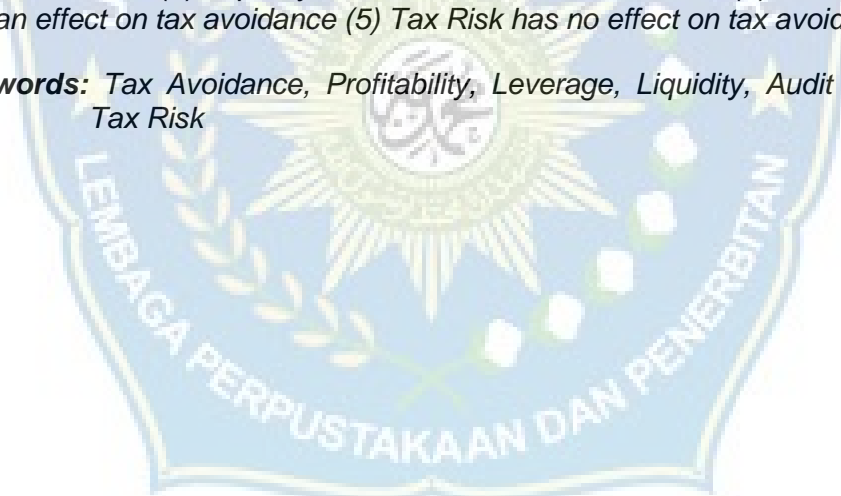 an effect on tax avoidance (5) Tax Risk has no effect on tax avoid
words: Tax Avoidance, Profitability, Leverage, Liquidity, Audit
Tax Risk
LEMBAGA PERPUSTAKAAN DAN PENERBITAN